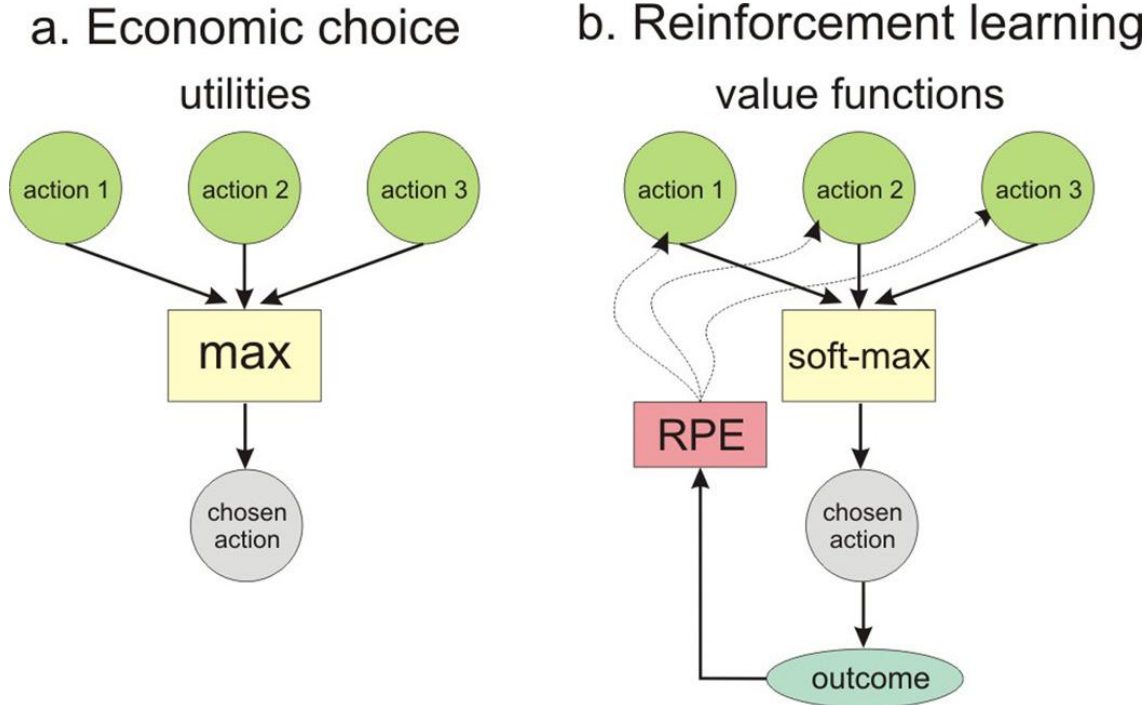 a. Economic choice
utilities
action 1
action 2
action 3
max
chosen
action
b. Reinforcement learning
value functions
action 1
action 2
action 3
soft-max
RPE
chosen
action
outcome